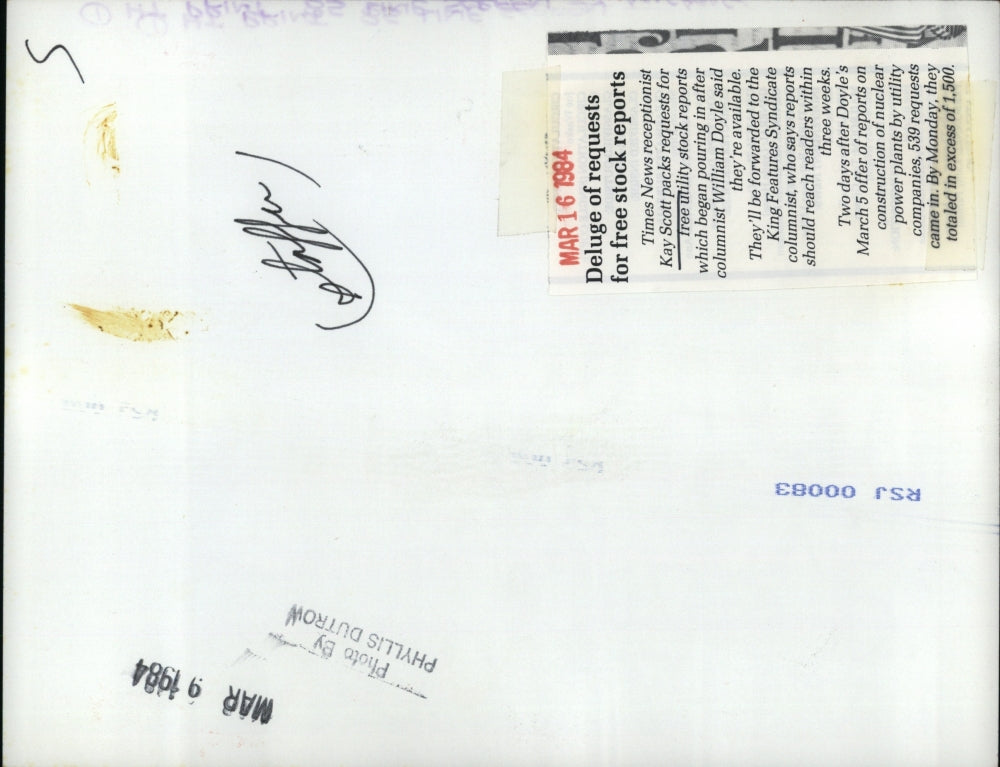 MAR 16 1984
Deluge of requests
for free stock reports
Times News receptionist
Kay Scott packs requests for
free utility stock reports
which began pouring in after
columnist William Doyle said
they're available.
They'll be forwarded to the
King Features Syndicate
columnist, who says reports
should reach readers within
three weeks.
Two days after Doyle's
March 5 offer of reports on
construction of nuclear
power plants by utility
companies, 539 requests
came in. By Monday, they
totaled in excess of 1,500.
RSJ 00083
Photo By
PHYLLIS DUTROW
MAR 9 1984